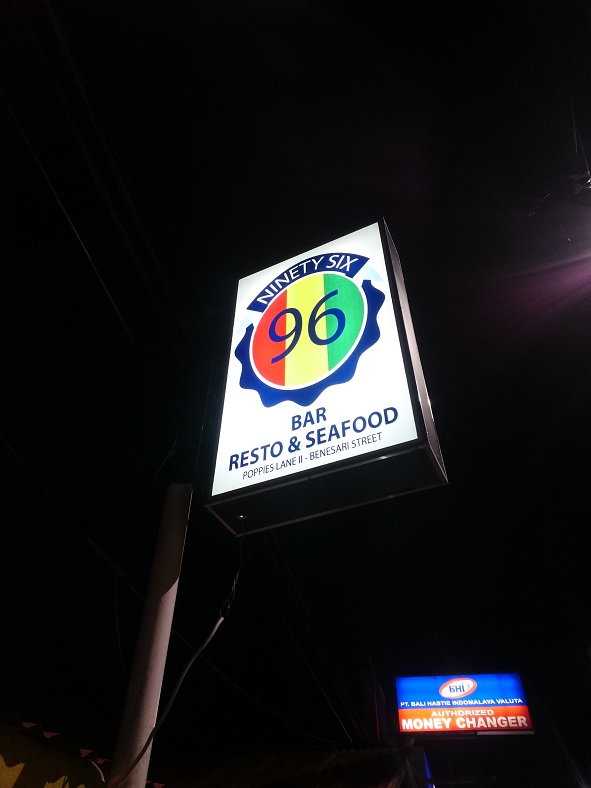 NINETY SIX
96
BAR
RESTO & SEAFOOD
POPPIES LANE II - BENESARI STREET
BHI
PT. BALI HASTIE INDOMALAYA VALUTA
AUTHORIZED
MONEY CHANGER